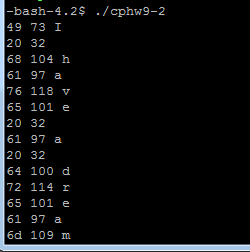 -bash-4.2$ ./cphw9-2
49 73 I
20 32
68 104 h
61 97 a
76 118 v
65 101 e
20 32
61 97 a
20 32
64 100 d
72 114 r
65 101 e
61 97 a
6d 109 m